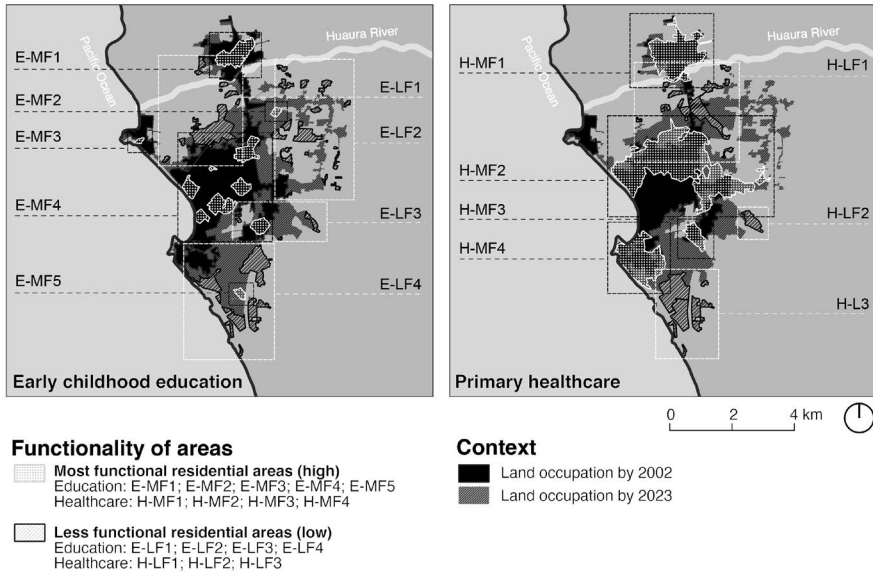 Huaura River
Pacific Ocean
E-MF1
E-MF2
E-MF3
E-MF4
E-MF5
E-LF1
E-LF2
E-LF3
E-LF4
Early childhood education
Huaura River
Pacific Ocean
H-MF1
H-MF2
H-MF3
H-MF4
H-LF1
H-LF2
H-L3
Primary healthcare
0 2 4 km
Functionality of areas
Most functional residential areas (high)
Education: E-MF1; E-MF2; E-MF3; E-MF4; E-MF5
Healthcare: H-MF1; H-MF2; H-MF3; H-MF4
Less functional residential areas (low)
Education: E-LF1; E-LF2; E-LF3; E-LF4
Healthcare: H-LF1; H-LF2; H-LF3
Context
Land occupation by 2002
Land occupation by 2023